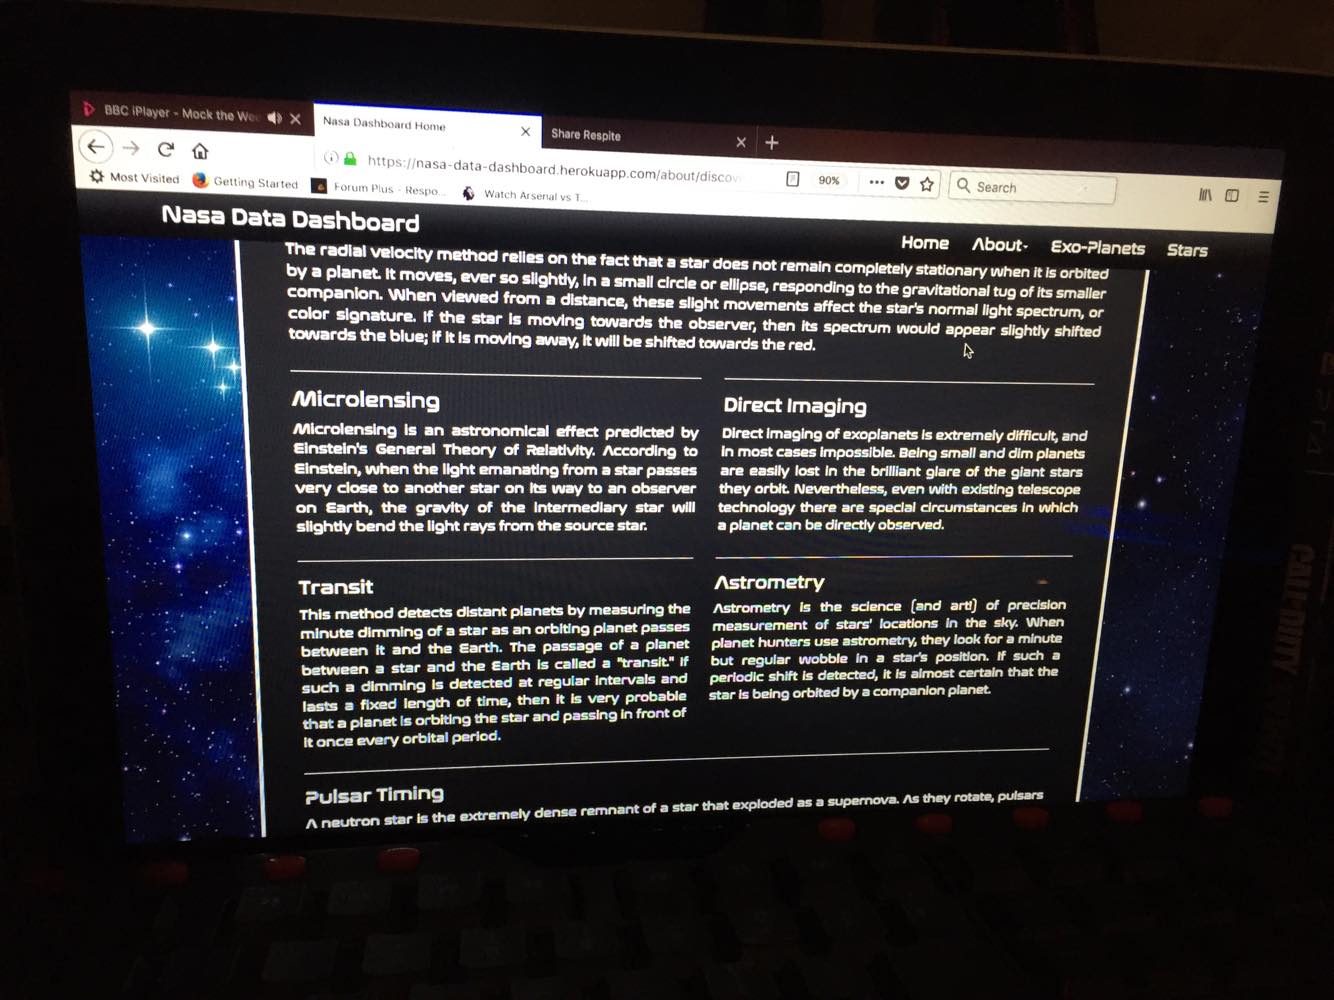 BBC iPlayer - Mock the We
Nasa Dashboard Home
Share Respite
https://nasa-data-dashboard.herokuapp.com/about/discov
90%
Search
Most Visited
Getting Started
Forum Plus - Respo...
Watch Arsenal vs T...
Nasa Data Dashboard
Home
About
Exo-Planets
Stars
The radial velocity method relies on the fact that a star does not remain completely stationary when it is orbited
by a planet. It moves, ever so slightly, in a small circle or ellipse, responding to the gravitational tug of its smaller
companion. When viewed from a distance, these slight movements affect the star's normal light spectrum, or
color signature. If the star is moving towards the observer, then its spectrum would appear slightly shifted
towards the blue; if it is moving away, it will be shifted towards the red.
Microlensing
Microlensing is an astronomical effect predicted by
Einstein's General Theory of Relativity. According to
Einstein, when the light emanating from a star passes
very close to another star on its way to an observer
on Earth, the gravity of the intermediary star will
slightly bend the light rays from the source star.
Direct Imaging
Direct imaging of exoplanets is extremely difficult, and
in most cases impossible. Being small and dim planets
are easily lost in the brilliant glare of the giant stars
they orbit. Nevertheless, even with existing telescope
technology there are special circumstances in which
a planet can be directly observed.
Transit
This method detects distant planets by measuring the
minute dimming of a star as an orbiting planet passes
between it and the Earth. The passage of a planet
between a star and the Earth is called a "transit." If
such a dimming is detected at regular intervals and
lasts a fixed length of time, then it is very probable
that a planet is orbiting the star and passing in front of
it once every orbital period.
Astrometry
Astrometry is the science (and art!) of precision
measurement of stars' locations in the sky. When
planet hunters use astrometry, they look for a minute
but regular wobble in a star's position. If such a
periodic shift is detected, it is almost certain that the
star is being orbited by a companion planet.
Pulsar Timing
A neutron star is the extremely dense remnant of a star that exploded as a supernova. As they rotate, pulsars
CALL DUTY